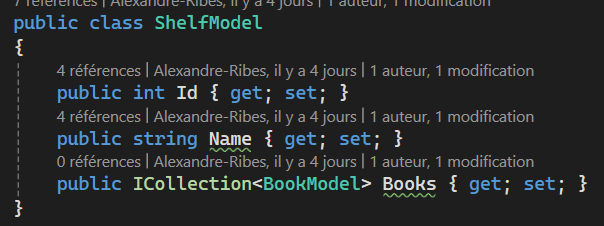 7 références | Alexandre-Ribes, il y a 4 jours | 1 auteur, 1 modification
public class ShelfModel
{
4 références | Alexandre-Ribes, il y a 4 jours | 1 auteur, 1 modification
public int Id { get; set; }
4 références | Alexandre-Ribes, il y a 4 jours | 1 auteur, 1 modification
public string Name { get; set; }
0 références | Alexandre-Ribes, il y a 4 jours | 1 auteur, 1 modification
public ICollection<BookModel> Books { get; set; }
}